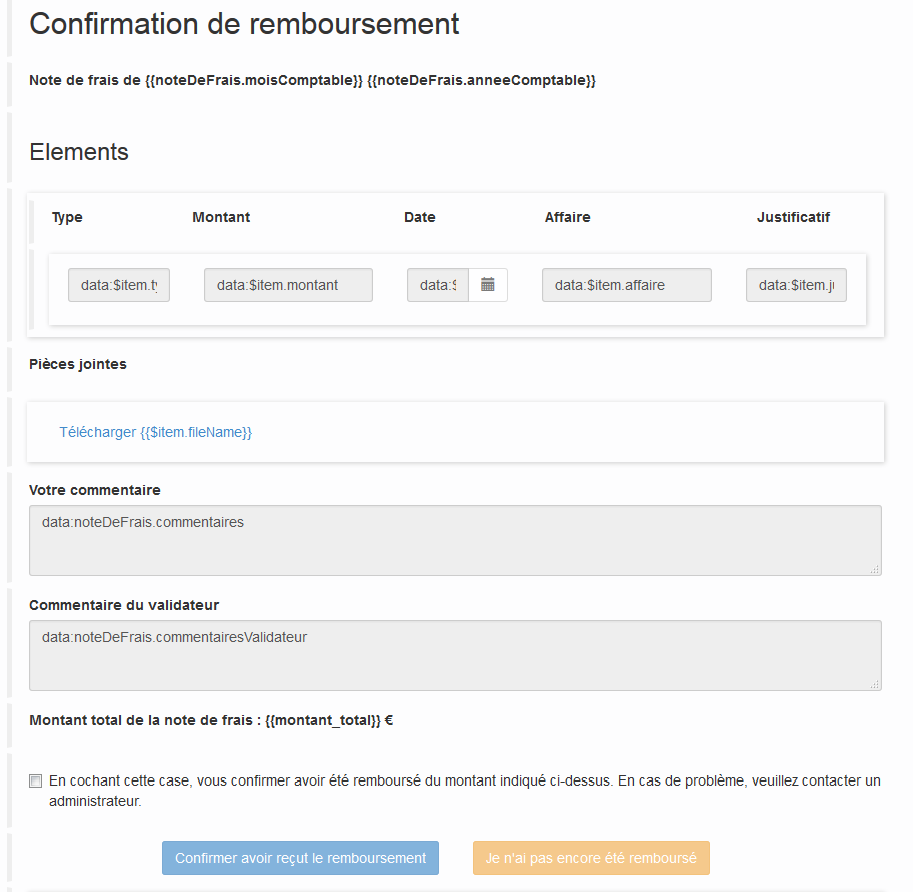 Confirmation de remboursement
Note de frais de {{noteDeFrais.moisComptable}} {{noteDeFrais.anneeComptable}}
Elements
Type Montant Date Affaire Justificatif
data:$item.ty data:$item.montant data:$ data:$item.affaire data:$item.ju
Pièces jointes
Télécharger {{$item.fileName}}
Votre commentaire
data:noteDeFrais.commentaires
Commentaire du validateur
data:noteDeFrais.commentairesValidateur
Montant total de la note de frais : {{montant_total}} €
En cochant cette case, vous confirmer avoir été remboursé du montant indiqué ci-dessus. En cas de problème, veuillez contacter un
administrateur.
Confirmer avoir reçut le remboursement Je n'ai pas encore été remboursé